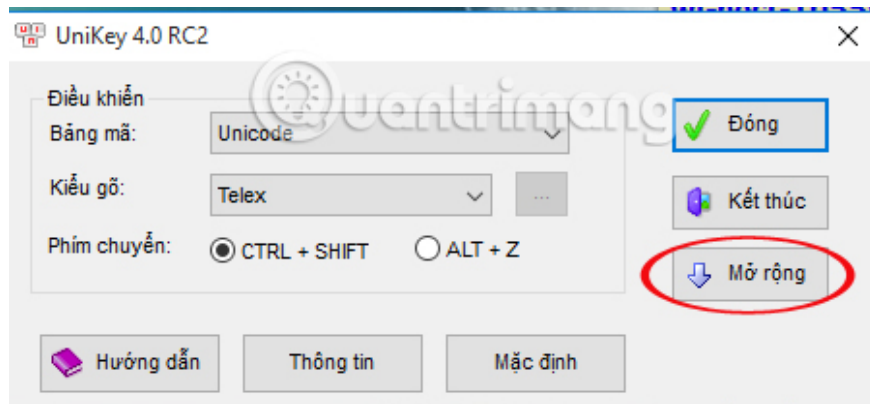 UniKey 4.0 RC2
Quantrimang
Điều khiển
Bảng mã:
Unicode
Đóng
Kiểu gõ:
Telex
...
Kết thúc
Phím chuyển:
CTRL + SHIFT
ALT + Z
Mở rộng
Hướng dẫn
Thông tin
Mặc định